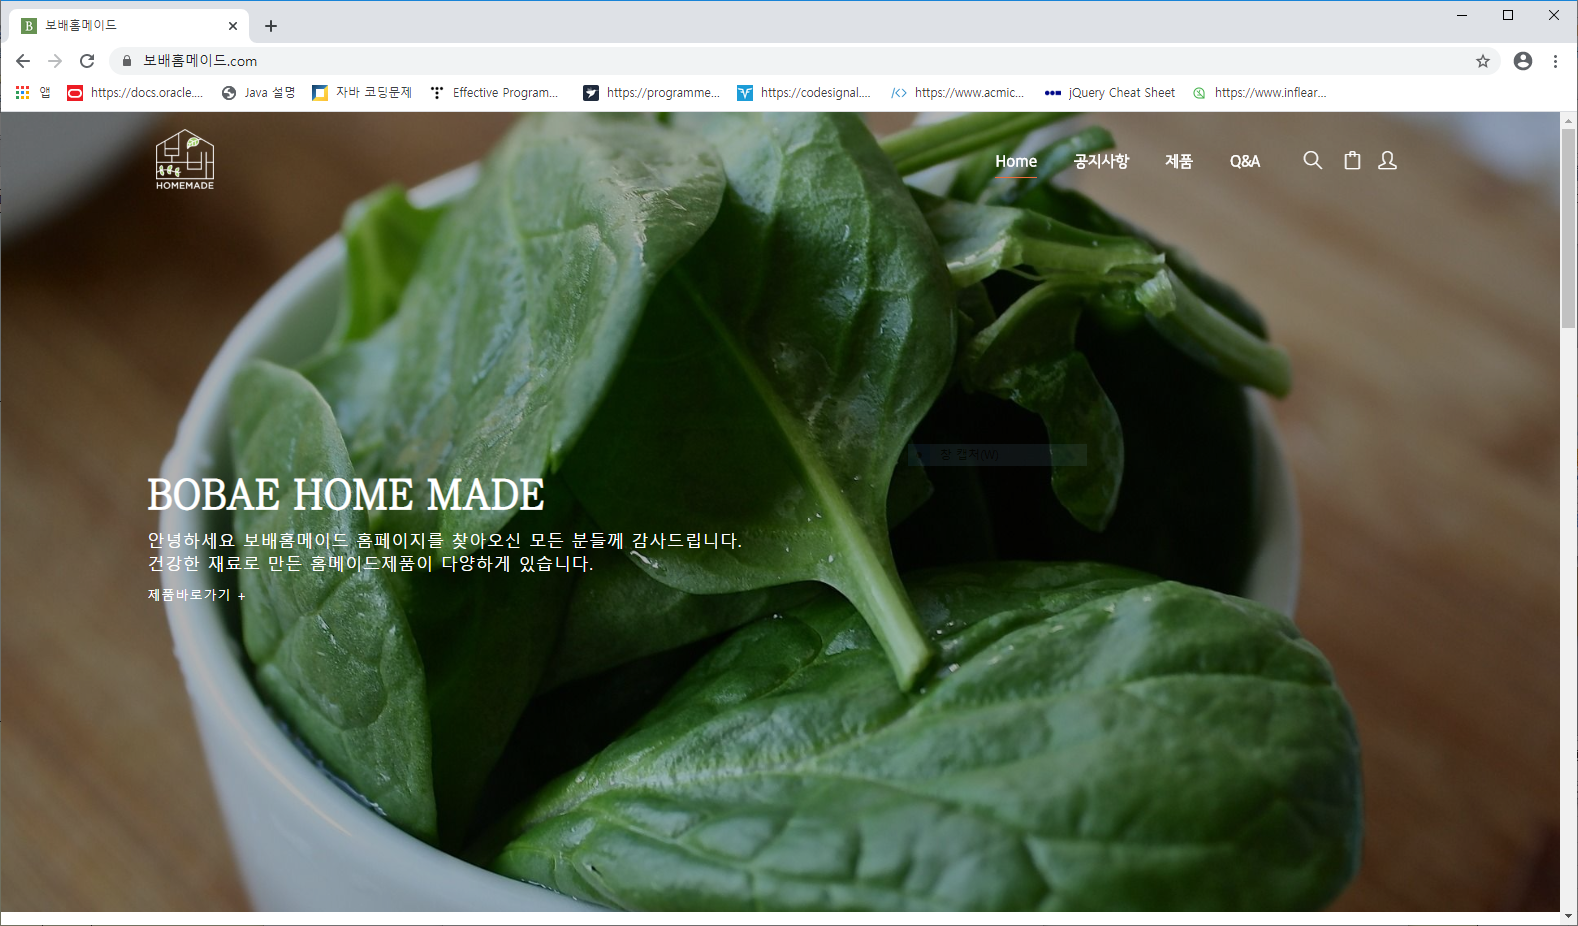 보배홈메이드
보배홈메이드.com
앱 https://docs.oracle.... Java 설명 자바 코딩문제 Effective Program... https://programme... https://codesignal.... https://www.acmic... jQuery Cheat Sheet https://www.inflear...
보배
홈메이드
HOMEMADE
Home 공지사항 제품 Q&A
창 캡처(W)
BOBAE HOME MADE
안녕하세요 보배홈메이드 홈페이지를 찾아오신 모든 분들께 감사드립니다.
건강한 재료로 만든 홈메이드제품이 다양하게 있습니다.
제품바로가기 +